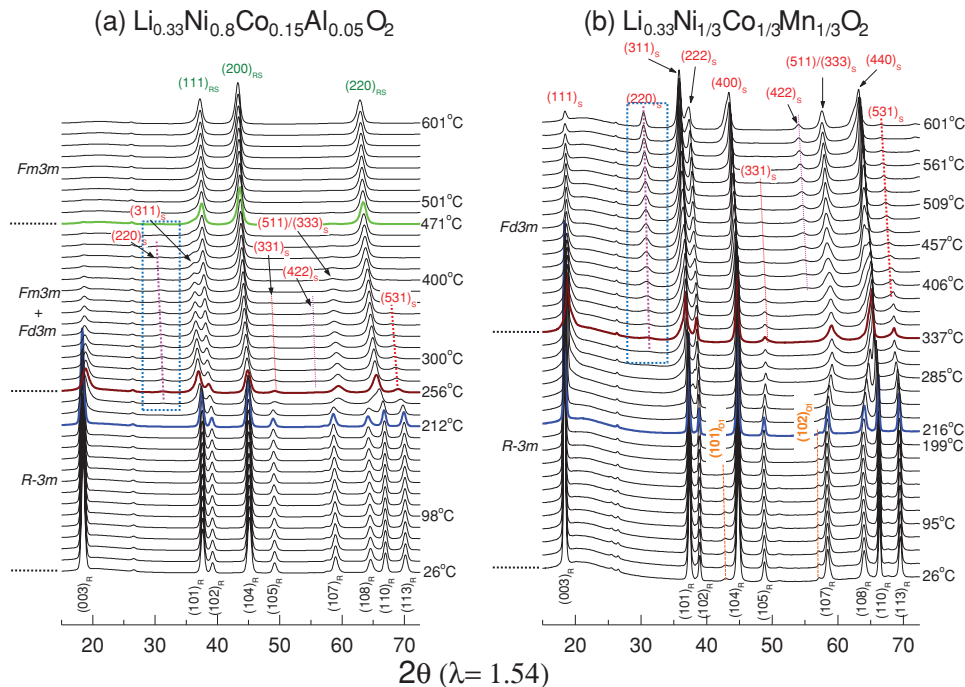 (a) Li0.33Ni0.8Co0.15Al0.05O2
(111)RS
(200)RS
(220)RS
601°C
Fm3m
501°C
471°C
(311)S
(220)S
(511)/(333)S
(331)S
(422)S
400°C
Fm3m
+
Fd3m
(531)S
300°C
256°C
212°C
R-3m
98°C
26°C
(003)R
(101)R
(102)R
(104)R
(105)R
(107)R
(108)R
(110)R
(113)R
20 30 40 50 60 70
(b) Li0.33Ni1/3Co1/3Mn1/3O2
(311)S
(222)S
(511)/(333)S
(440)S
(400)S
(422)S
(111)S
(220)S
(531)S
601°C
561°C
(331)S
509°C
Fd3m
457°C
406°C
337°C
285°C
216°C
(101)O1
(102)O1
R-3m
199°C
95°C
26°C
(003)R
(101)R
(102)R
(104)R
(105)R
(107)R
(108)R
(110)R
(113)R
20 30 40 50 60 70
2θ (λ= 1.54)